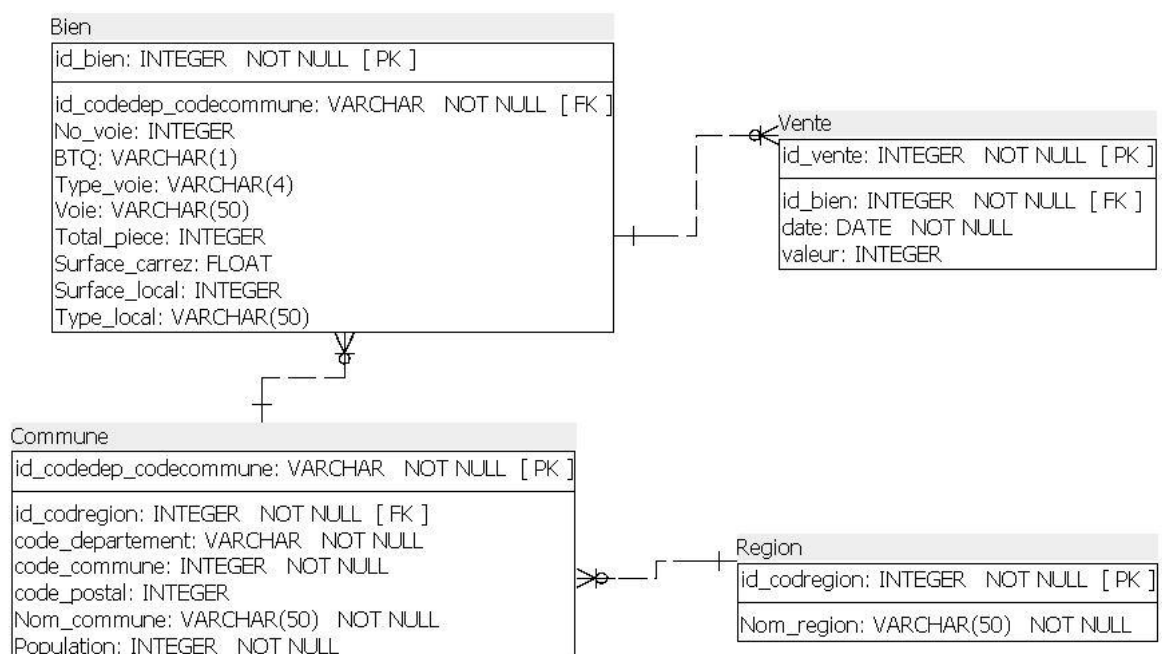 Bien
id_bien: INTEGER NOT NULL [ PK ]
id_codedep_codecommune: VARCHAR NOT NULL [ FK ]
No_voie: INTEGER
BTQ: VARCHAR(1)
Type_voie: VARCHAR(4)
Voie: VARCHAR(50)
Total_piece: INTEGER
Surface_carrez: FLOAT
Surface_local: INTEGER
Type_local: VARCHAR(50)
Vente
id_vente: INTEGER NOT NULL [ PK ]
id_bien: INTEGER NOT NULL [ FK ]
date: DATE NOT NULL
valeur: INTEGER
Commune
id_codedep_codecommune: VARCHAR NOT NULL [ PK ]
id_codregion: INTEGER NOT NULL [ FK ]
code_departement: VARCHAR NOT NULL
code_commune: INTEGER NOT NULL
code_postal: INTEGER
Nom_commune: VARCHAR(50) NOT NULL
Population: INTEGER NOT NULL
Region
id_codregion: INTEGER NOT NULL [ PK ]
Nom_region: VARCHAR(50) NOT NULL